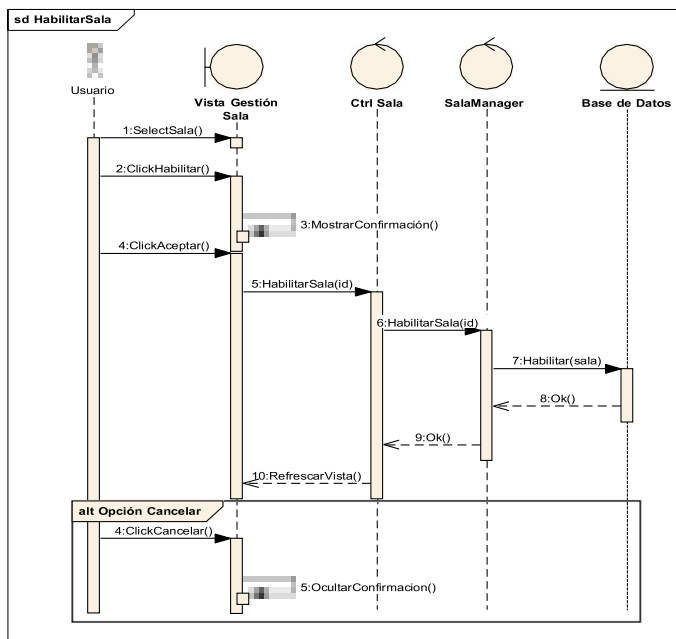 sd HabilitarSala
Usuario
Vista Gestión
Sala
Ctrl Sala
SalaManager
Base de Datos
1:SelectSala()
2:ClickHabilitar()
3:MostrarConfirmación()
4:ClickAceptar()
5:HabilitarSala(id)
6:HabilitarSala(id)
7:Habilitar(sala)
8:Ok()
9:Ok()
10:RefrescarVista()
alt Opción Cancelar
4:ClickCancelar()
5:OcultarConfirmacion()